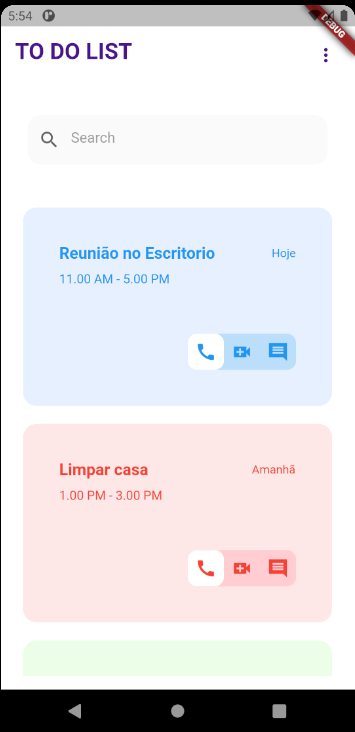 5:54
DEBUG
TO DO LIST
Search
Reunião no Escritorio
Hoje
11.00 AM - 5.00 PM
Limpar casa
Amanhã
1.00 PM - 3.00 PM